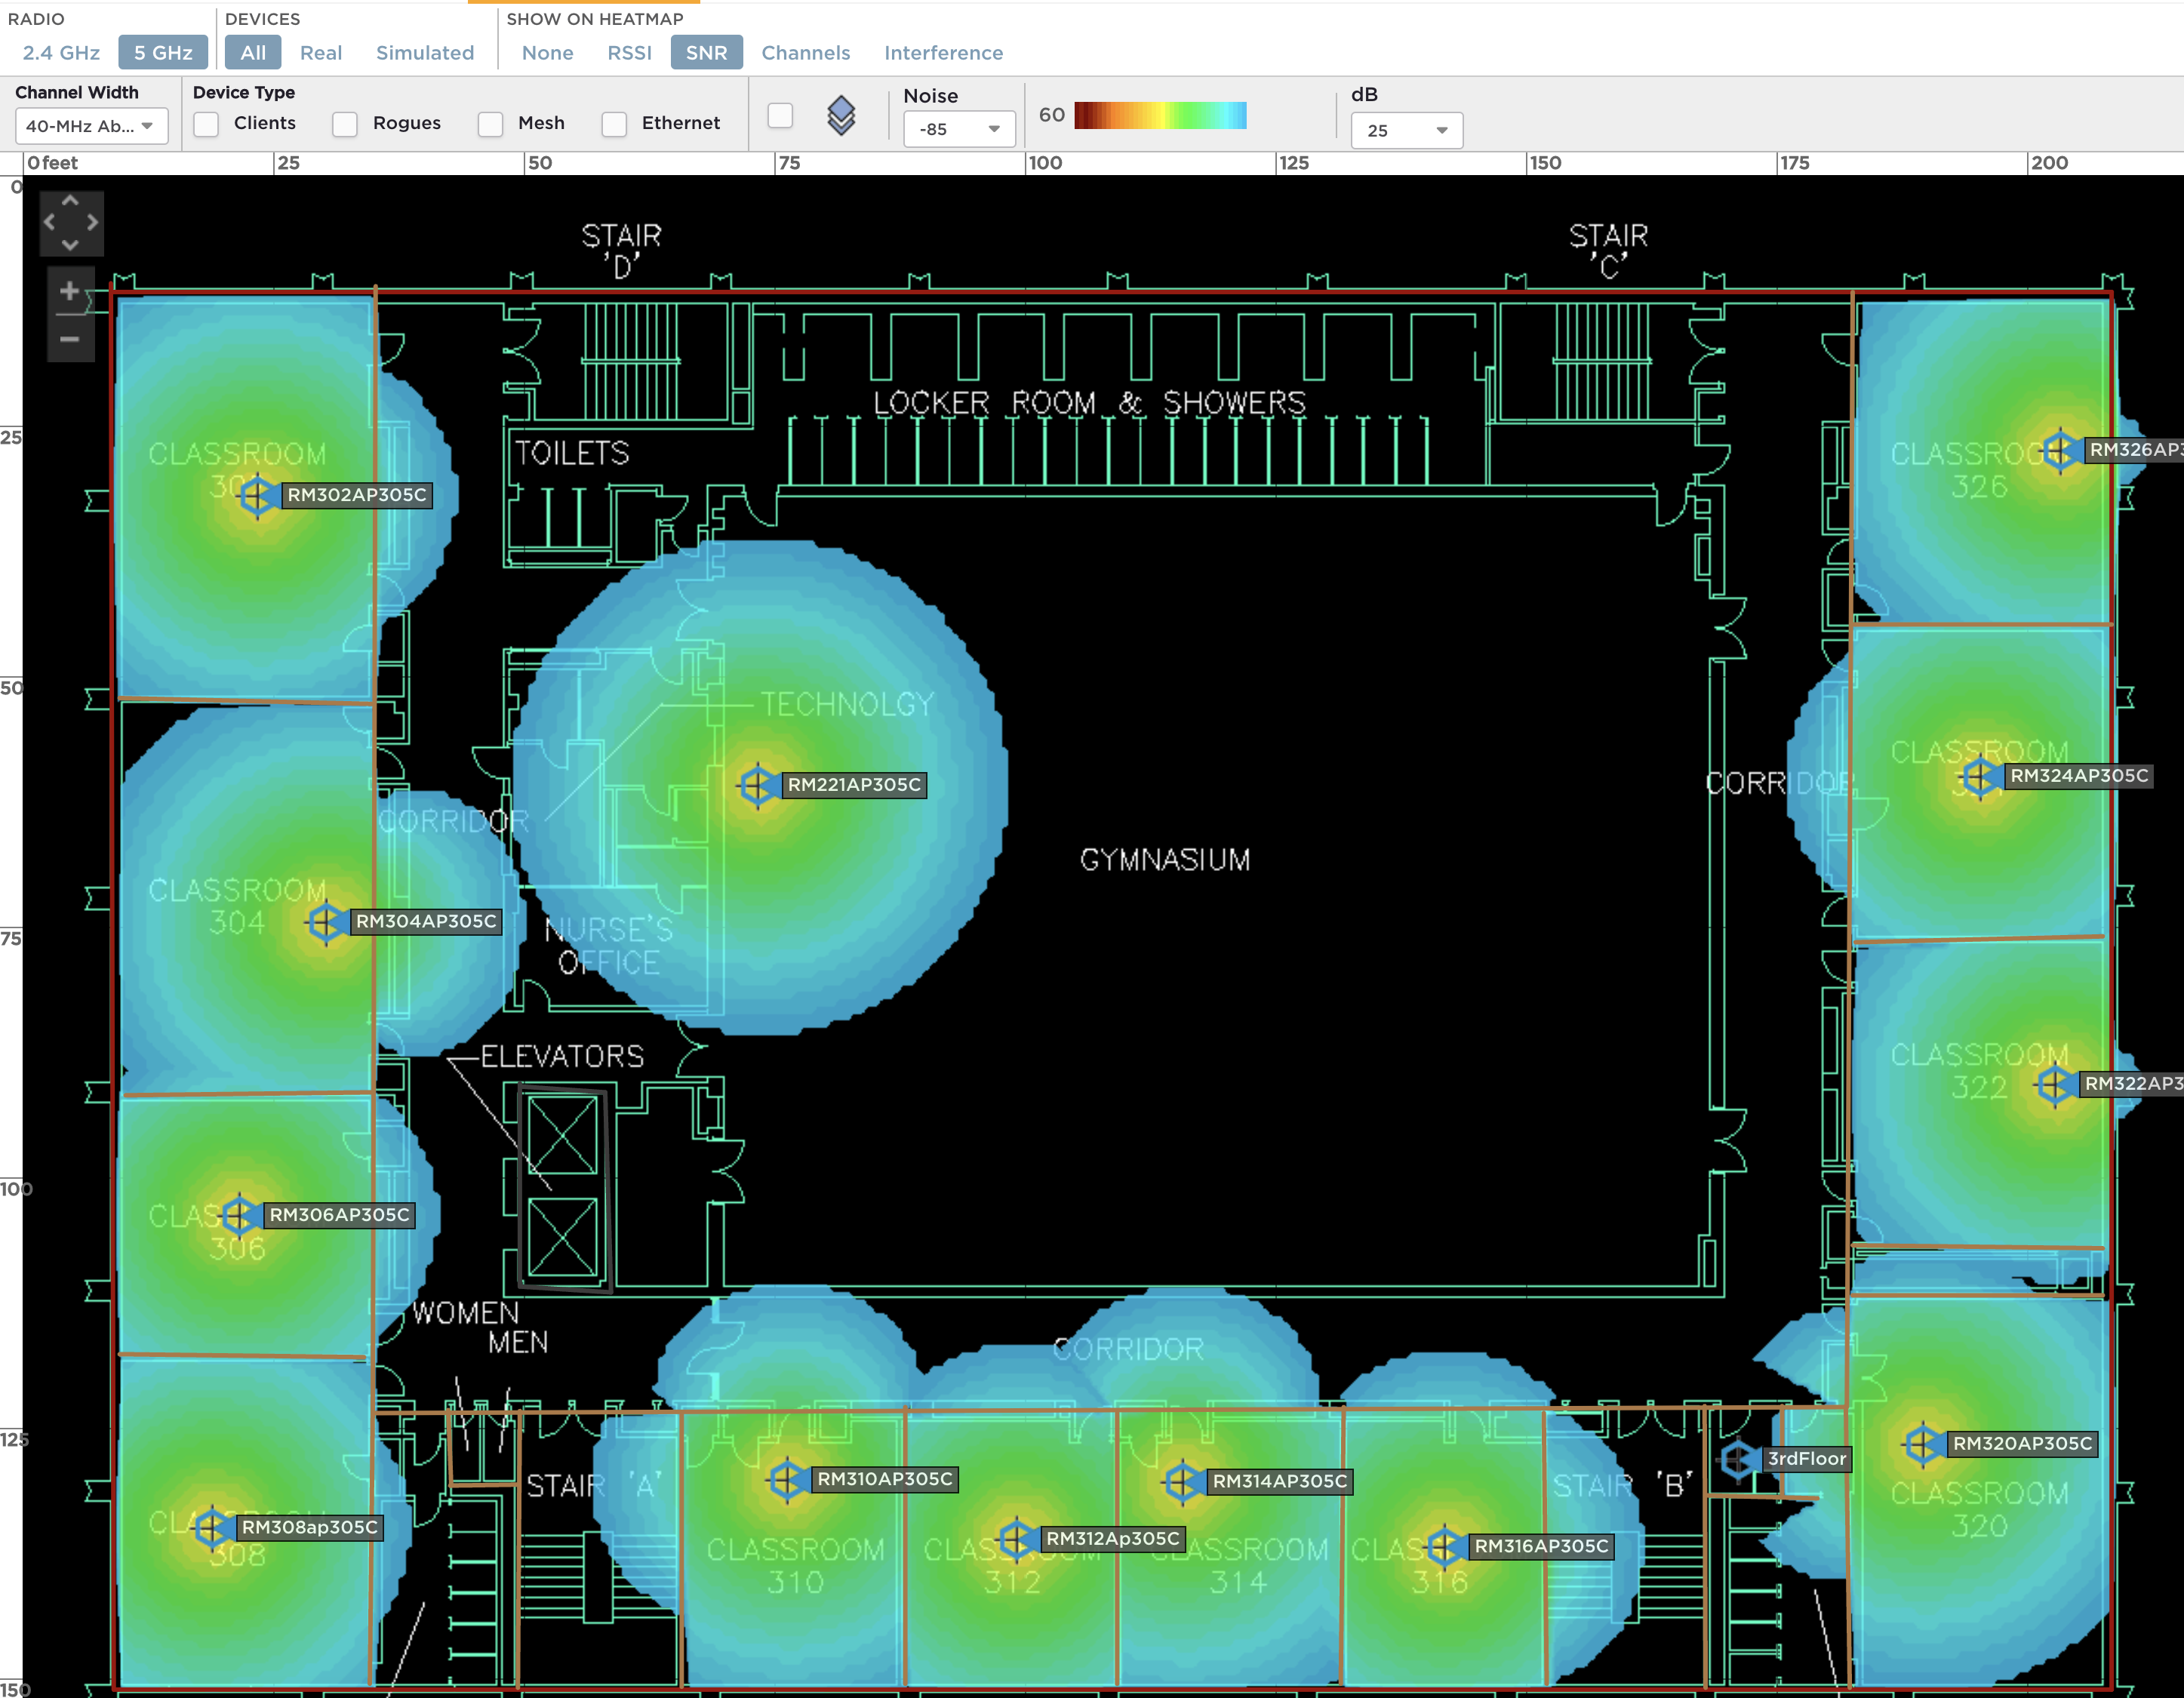 RADIO DEVICES SHOW ON HEATMAP
2.4 GHz 5 GHz All Real Simulated None RSSI SNR Channels Interference
Channel Width Device Type Noise dB
40-MHz Ab... Clients Rogues Mesh Ethernet -85 60 25
0 feet 25 50 75 100 125 150 175 200
0
STAIR 'D'
STAIR 'C'
LOCKER ROOM & SHOWERS
25
TOILETS
CLASSROOM
RM302AP305C
CLASSROOM
326
RM326AP3
50
TECHNOLGY
RM221AP305C
CORRIDOR
CLASSROOM
RM324AP305C
CORRIDOR
GYMNASIUM
CLASSROOM
304
RM304AP305C
75
NURSE'S
OFFICE
ELEVATORS
CLASSROOM
322
RM322AP3
100
RM306AP305C
306
WOMEN
MEN
CORRIDOR
125
STAIR 'A'
RM310AP305C
RM314AP305C
STAIR 'B'
3rdFloor
RM320AP305C
CLASSROOM
320
RM308ap305C
308
RM312Ap305C
RM316AP305C
CLASSROOM
310
312
314
316
150